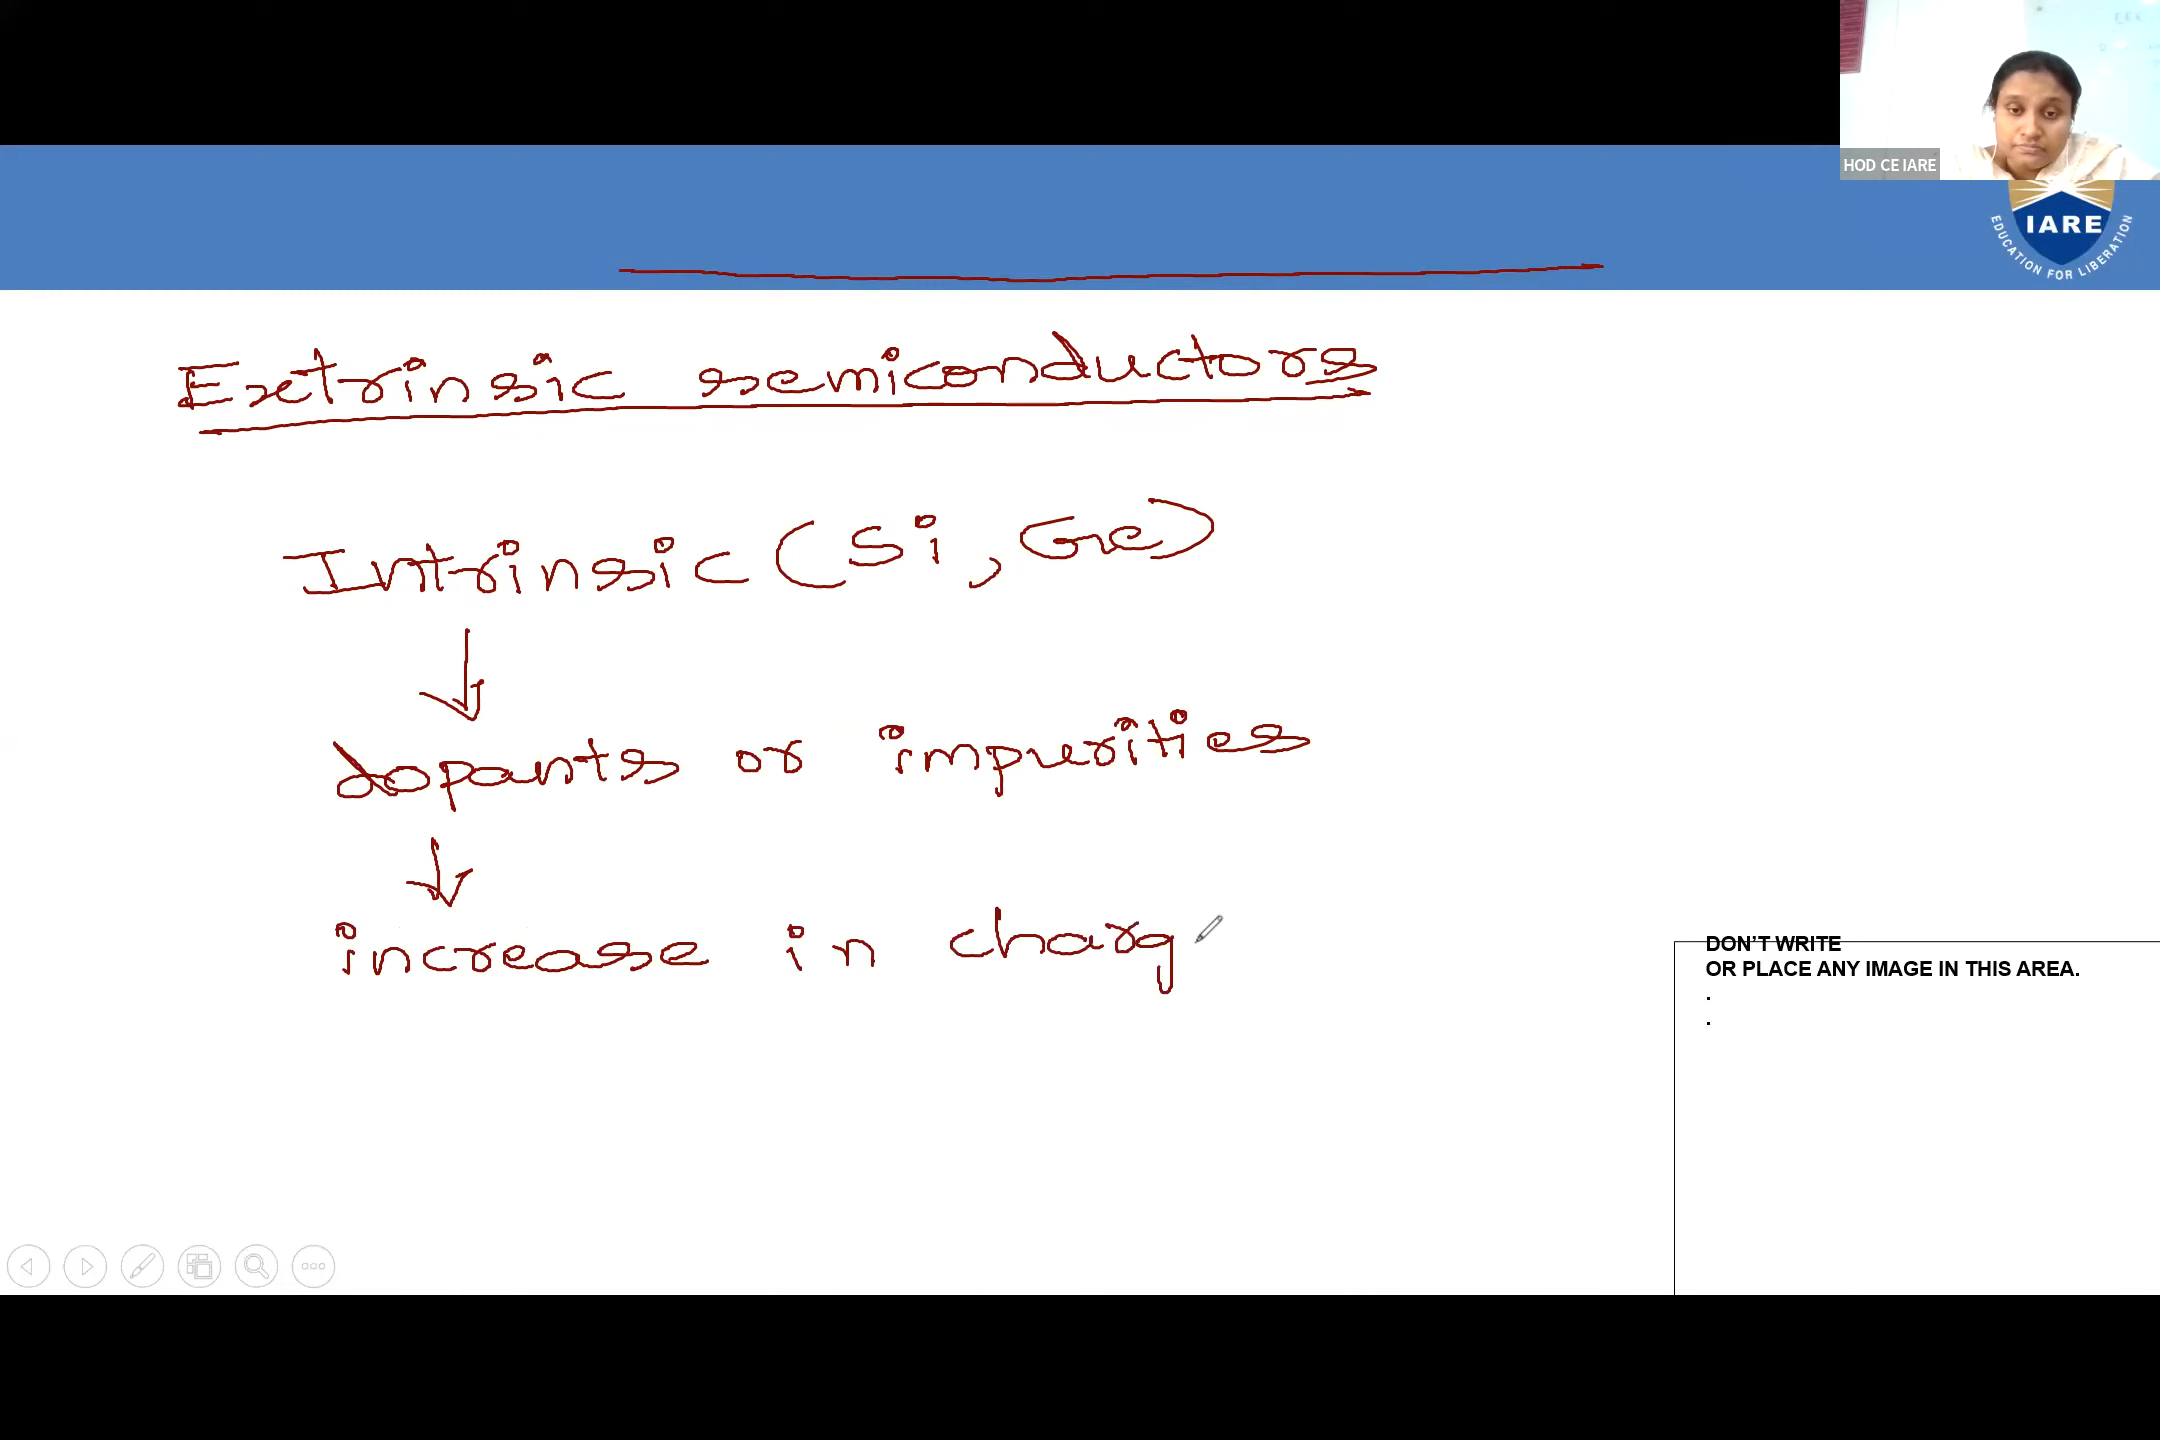 HOD CE IARE
IARE
EDUCATION FOR LIBERATION
Extrinsic semiconductors
Intrinsic (Si, Ge)
dopants or impurities
increase in charg
DON'T WRITE
OR PLACE ANY IMAGE IN THIS AREA.
.
.